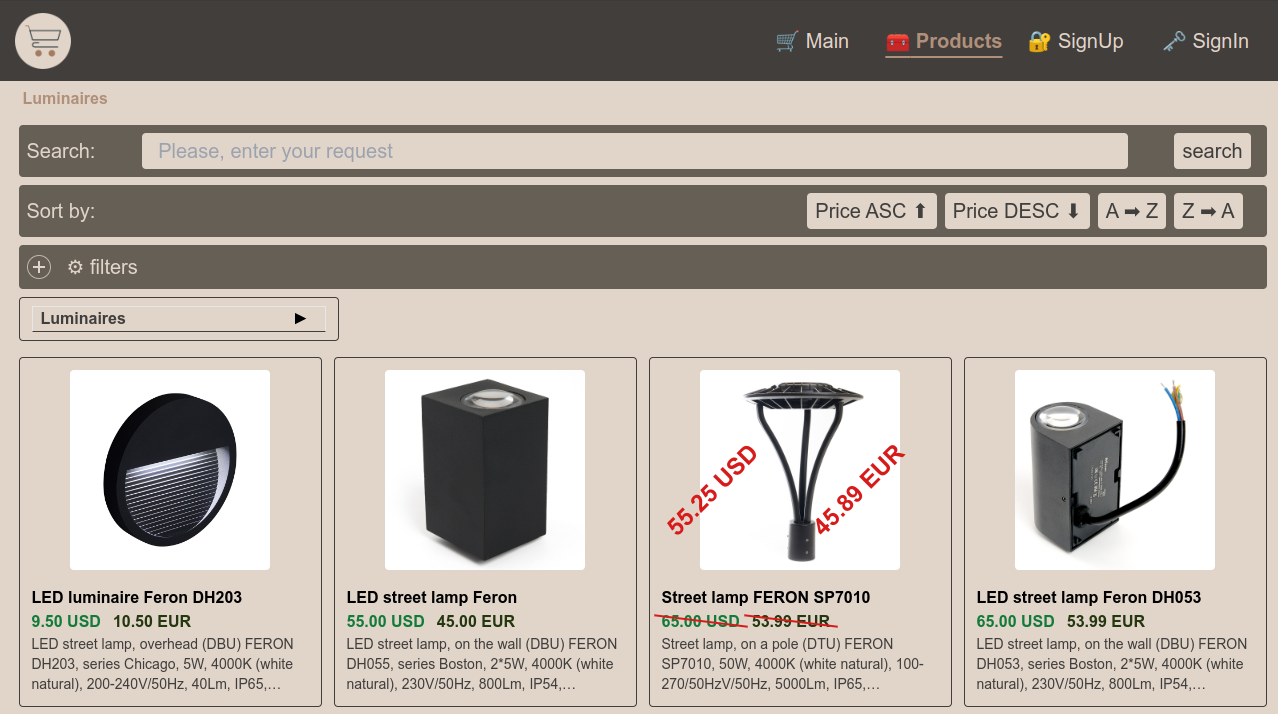 🛒 Main
🧰 Products
🔐 SignUp
🗝️ SignIn
Luminaires
Search:
Please, enter your request
search
Sort by:
Price ASC ⬆
Price DESC ⬇
A ➡ Z
Z ➡ A
+ ⚙ filters
Luminaires ▶
LED luminaire Feron DH203
9.50 USD 10.50 EUR
LED street lamp, overhead (DBU) FERON
DH203, series Chicago, 5W, 4000K (white
natural), 200-240V/50Hz, 40Lm, IP65,…
LED street lamp Feron
55.00 USD 45.00 EUR
LED street lamp, on the wall (DBU) FERON
DH055, series Boston, 2*5W, 4000K (white
natural), 230V/50Hz, 800Lm, IP54,…
55.25 USD
45.89 EUR
Street lamp FERON SP7010
65.00 USD 53.99 EUR
Street lamp, on a pole (DTU) FERON
SP7010, 50W, 4000K (white natural), 100-
270/50HzV/50Hz, 5000Lm, IP65,…
LED street lamp Feron DH053
65.00 USD 53.99 EUR
LED street lamp, on the wall (DBU) FERON
DH053, series Boston, 2*5W, 4000K (white
natural), 230V/50Hz, 800Lm, IP54,…